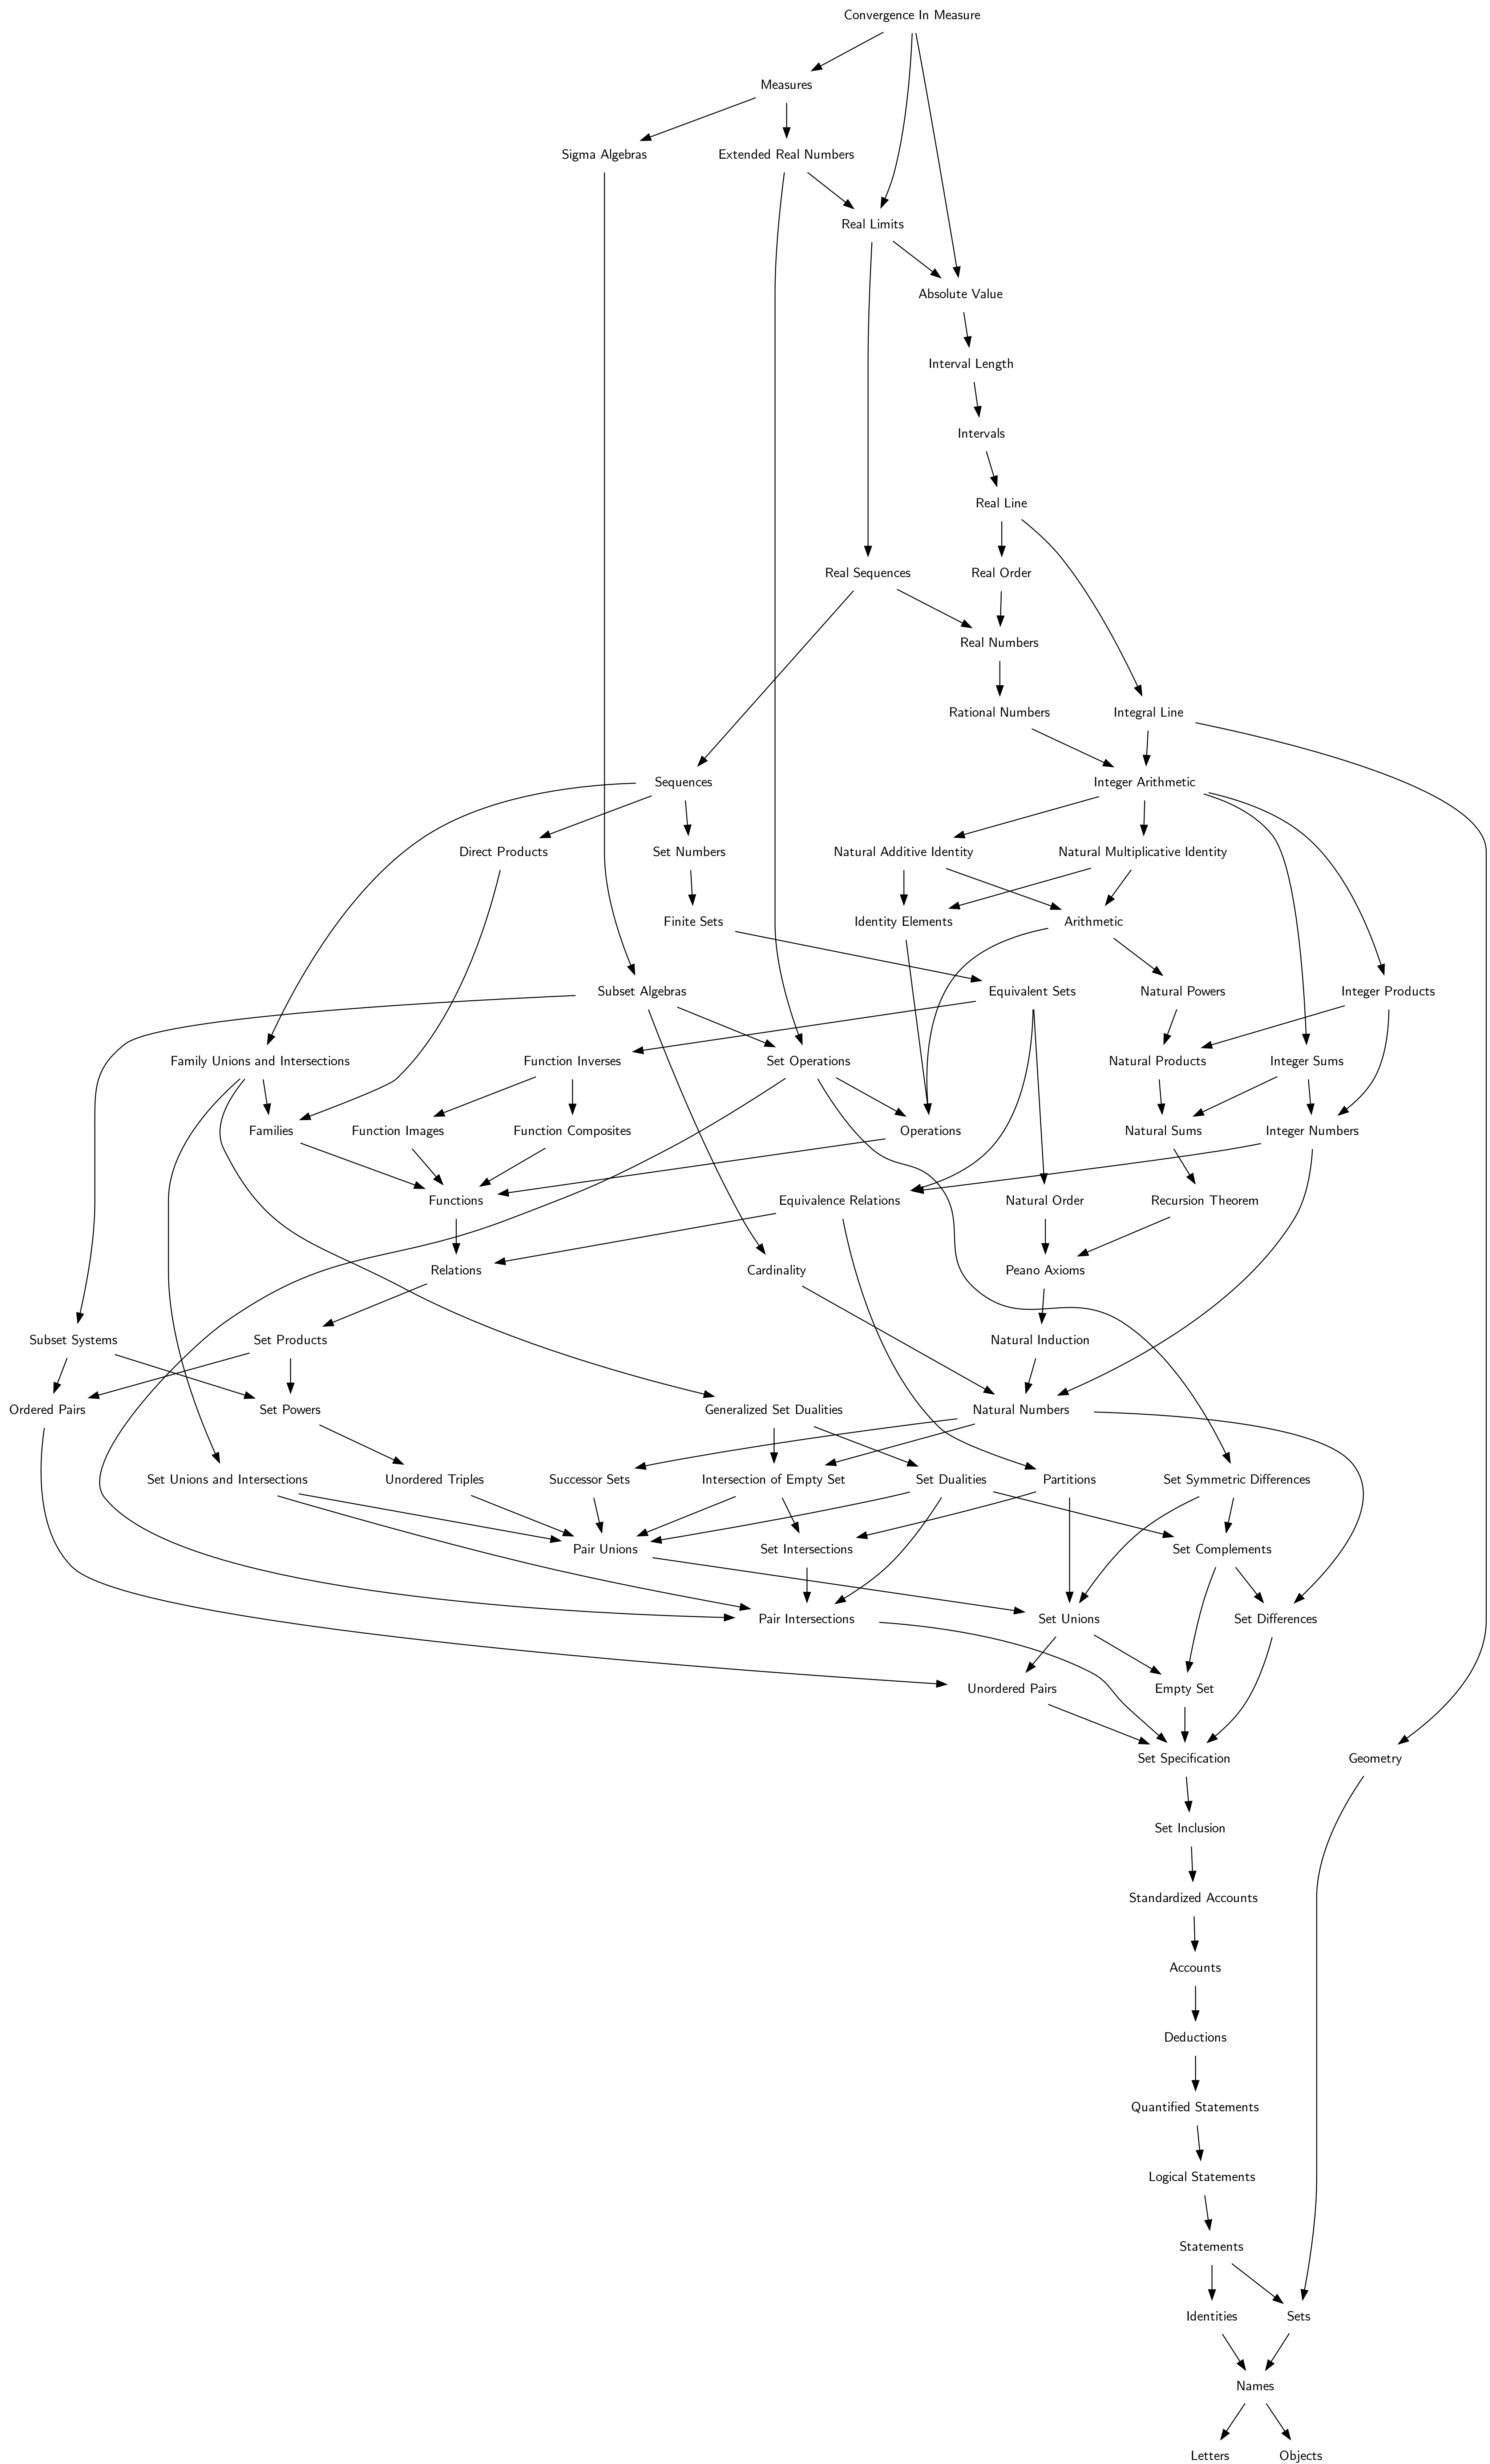 Convergence In Measure
Measures
Sigma Algebras
Extended Real Numbers
Real Limits
Absolute Value
Interval Length
Intervals
Real Line
Real Sequences
Real Order
Real Numbers
Rational Numbers
Integral Line
Sequences
Integer Arithmetic
Direct Products
Set Numbers
Natural Additive Identity
Natural Multiplicative Identity
Finite Sets
Identity Elements
Arithmetic
Subset Algebras
Equivalent Sets
Natural Powers
Integer Products
Family Unions and Intersections
Function Inverses
Set Operations
Natural Products
Integer Sums
Families
Function Images
Function Composites
Operations
Natural Sums
Integer Numbers
Functions
Equivalence Relations
Natural Order
Recursion Theorem
Relations
Cardinality
Peano Axioms
Subset Systems
Set Products
Natural Induction
Ordered Pairs
Set Powers
Generalized Set Dualities
Natural Numbers
Set Unions and Intersections
Unordered Triples
Successor Sets
Intersection of Empty Set
Set Dualities
Partitions
Set Symmetric Differences
Pair Unions
Set Intersections
Set Complements
Pair Intersections
Set Unions
Set Differences
Unordered Pairs
Empty Set
Set Specification
Geometry
Set Inclusion
Standardized Accounts
Accounts
Deductions
Quantified Statements
Logical Statements
Statements
Identities
Sets
Names
Letters
Objects